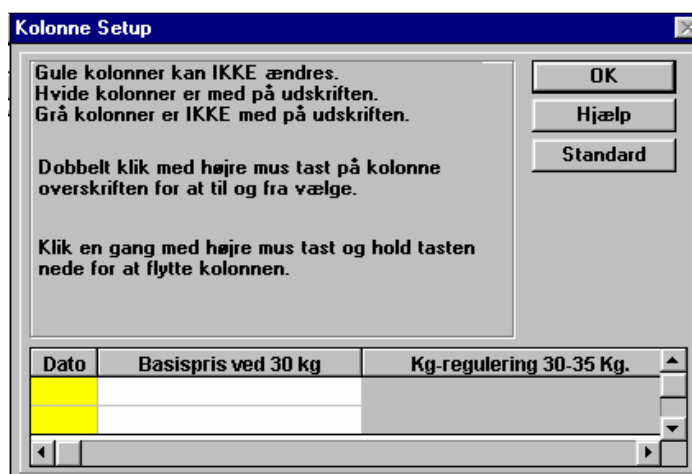 Kolonne Setup
Gule kolonner kan IKKE ændres.
Hvide kolonner er med på udskriften.
Grå kolonner er IKKE med på udskriften.
Dobbelt klik med højre mus tast på kolonne
overskriften for at til og fra vælge.
Klik en gang med højre mus tast og hold tasten
nede for at flytte kolonnen.
OK
Hjælp
Standard
Dato Basispris ved 30 kg Kg-regulering 30-35 Kg.